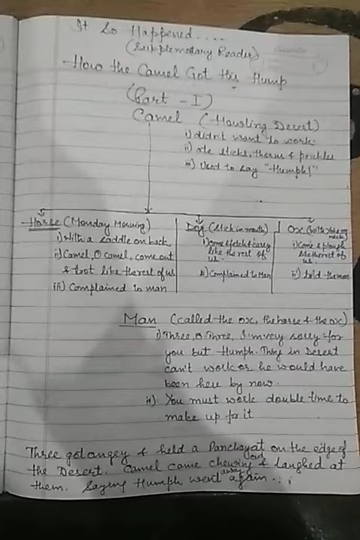 It So Happened....
(Supplementary Reader)
How the Camel Got His Hump
(Part - I)
Camel (Howling Desert)
i) didn't want to work
ii) ate sticks, thorns & prickles
iii) Used to say "Humph!"
Horse (Monday Morning)
i) With a saddle on back
ii) Camel, O Camel, come out
& trot like the rest of us
iii) Complained to man
Dog (Stick in mouth)
i) Come & fetch & carry
like the rest of
us
ii) Complained to Man
Ox (
i) Come & plough
like the rest of
us
ii) Told the man
Man (called the ox, the horse & the ox)
i) Three, O Three, I'm very sorry for
you but Humph Thing in Desert
can't work or he would have
been here by now.
ii) You must work double time to
make up for it
Three got angry & held a Panchayat on the edge of
the Desert. Camel came chewing cud & laughed at
them. Saying Humph went away again...